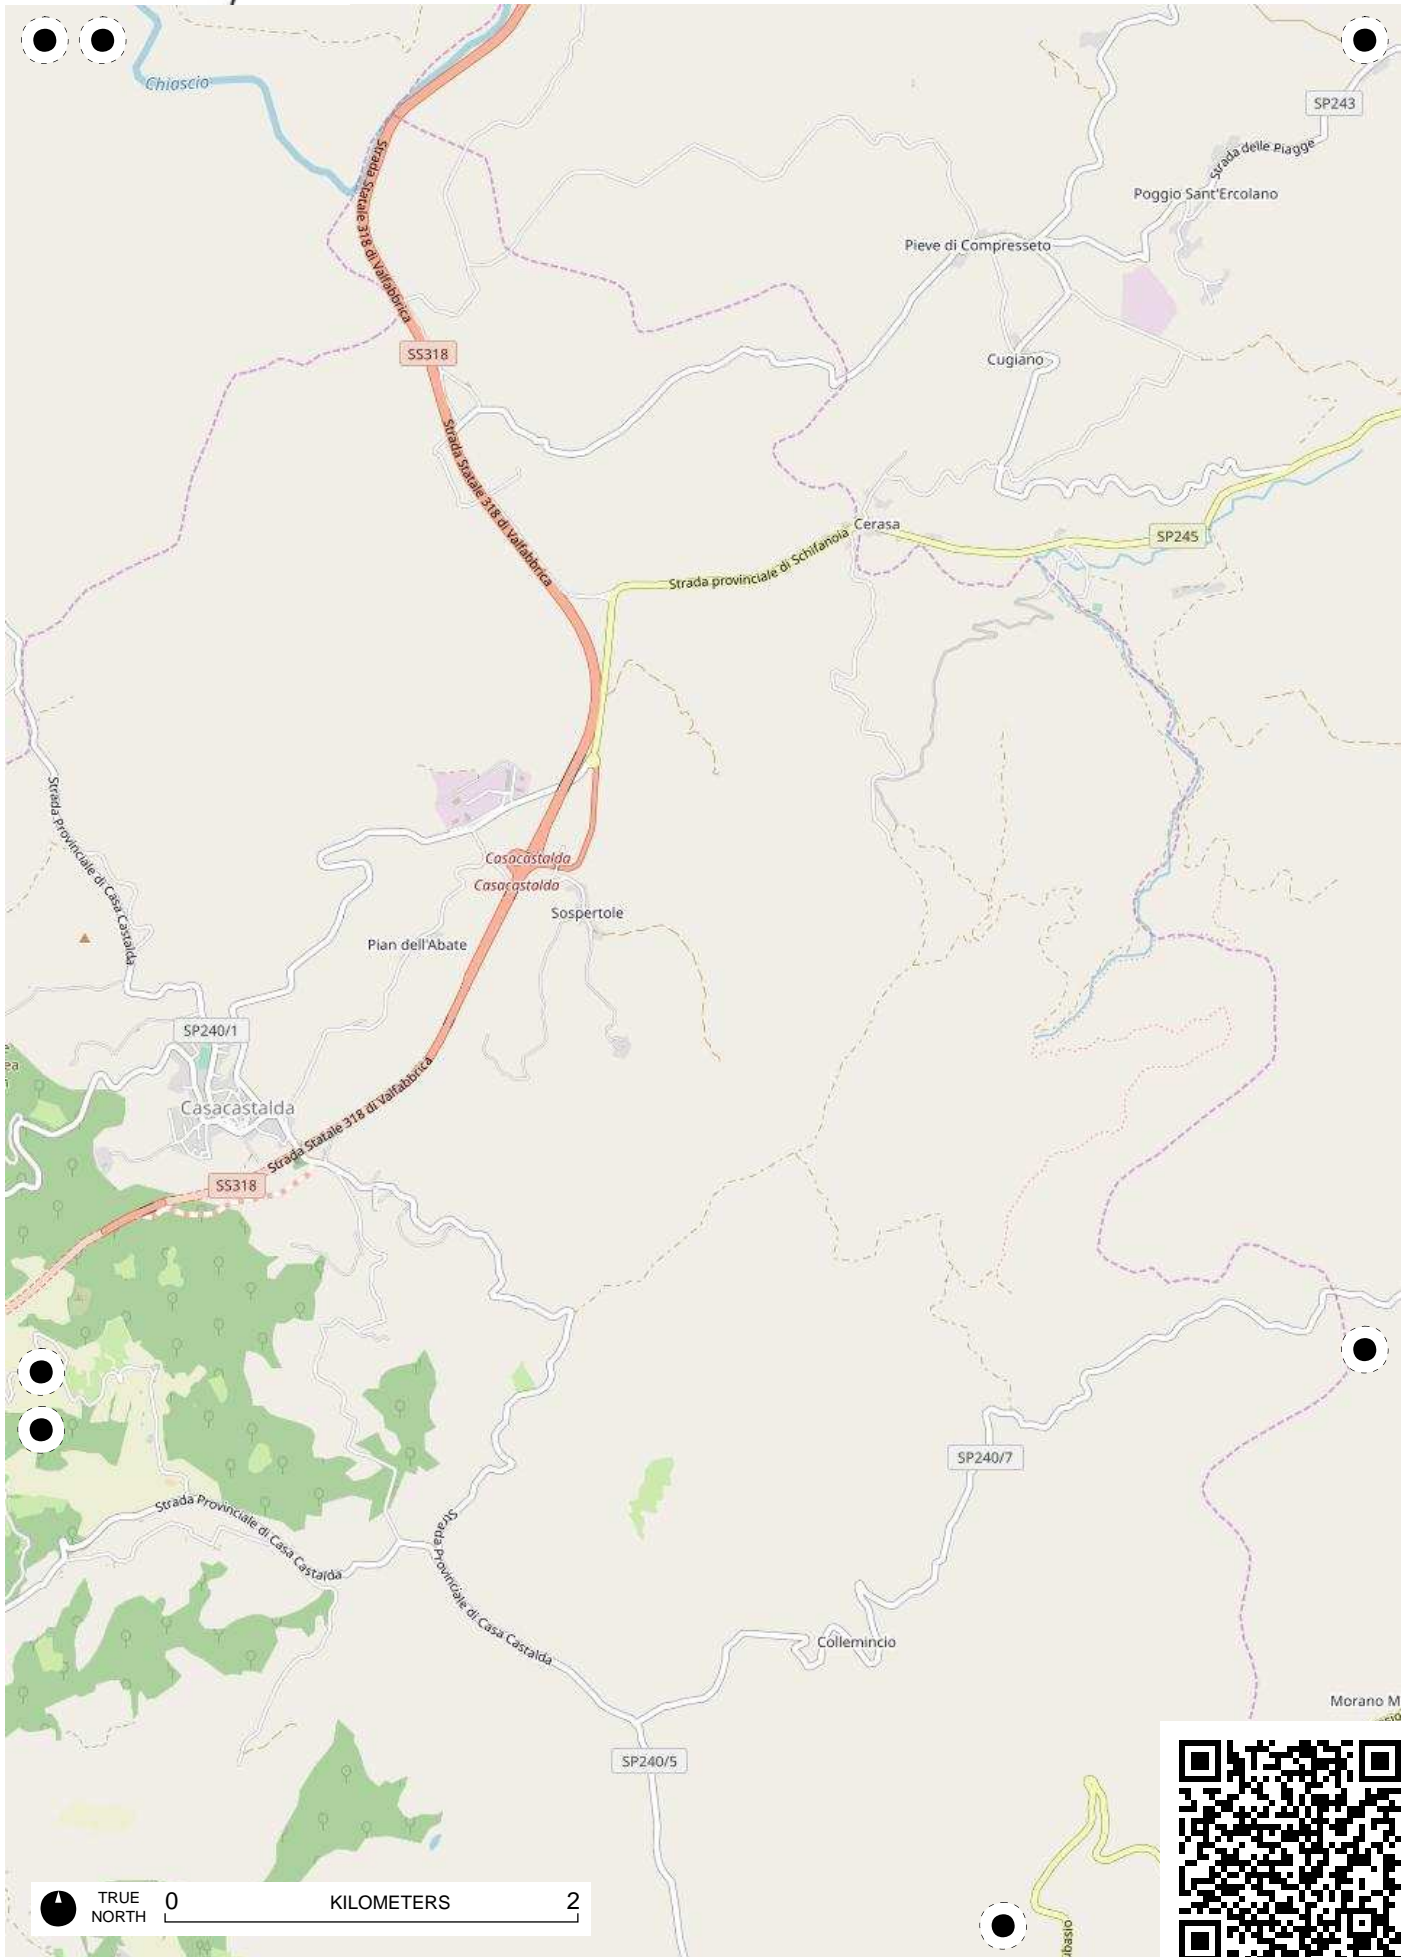 Chiascio
SP243
Strada delle Piagge
Strada Statale 318 di Valfabbrica
Poggio Sant'Ercolano
Pieve di Compresseto
SS318
Cugiano
Strada Statale 318 di Valfabbrica
Cerasa
SP245
Strada provinciale di Schifanoia
Strada Provinciale di Casa Castalda
Casacastalda
Casacastalda
Sospertole
Pian dell'Abate
SP240/1
Casacastalda
Strada Statale 318 di Valfabbrica
SS318
SP240/7
Strada Provinciale di Casa Castalda
Strada Provinciale di Casa Castalda
Collemincio
Morano M
SP240/5
TRUE
NORTH
0 KILOMETERS 2